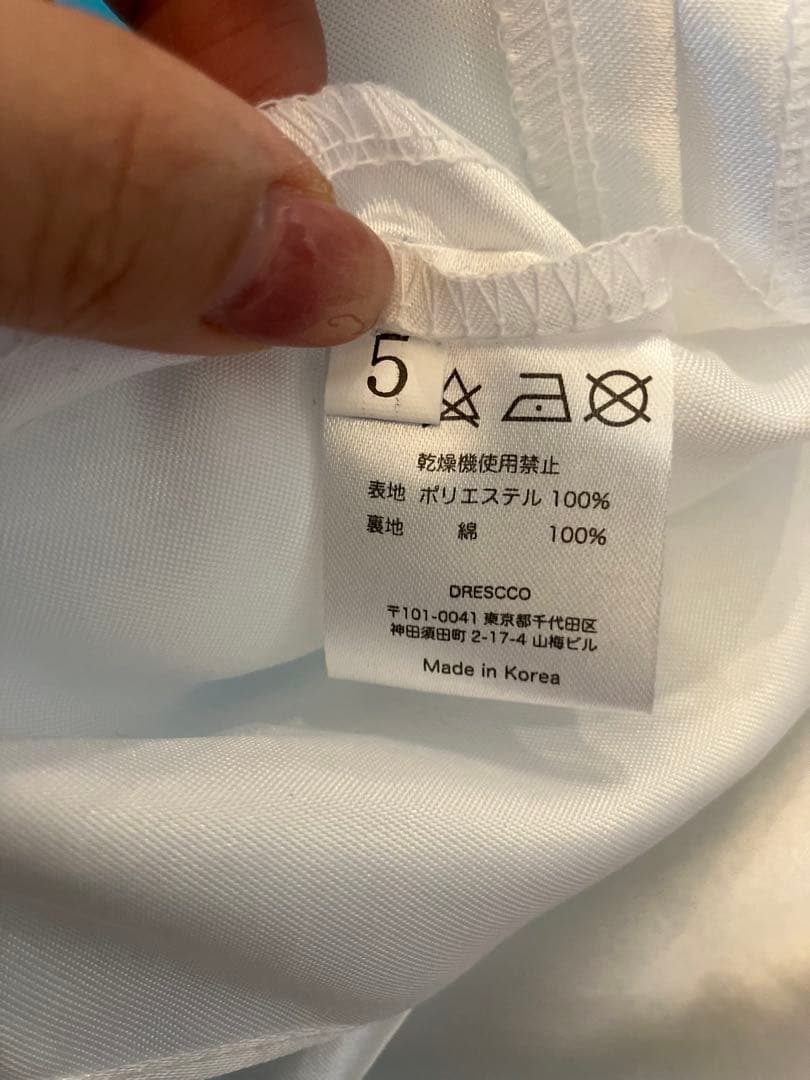 5
乾燥機使用禁止
表地 ポリエステル 100%
裏地 綿 100%
DRESCCO
〒101-0041 東京都千代田区
神田須田町 2-17-4 山梅ビル
Made in Korea